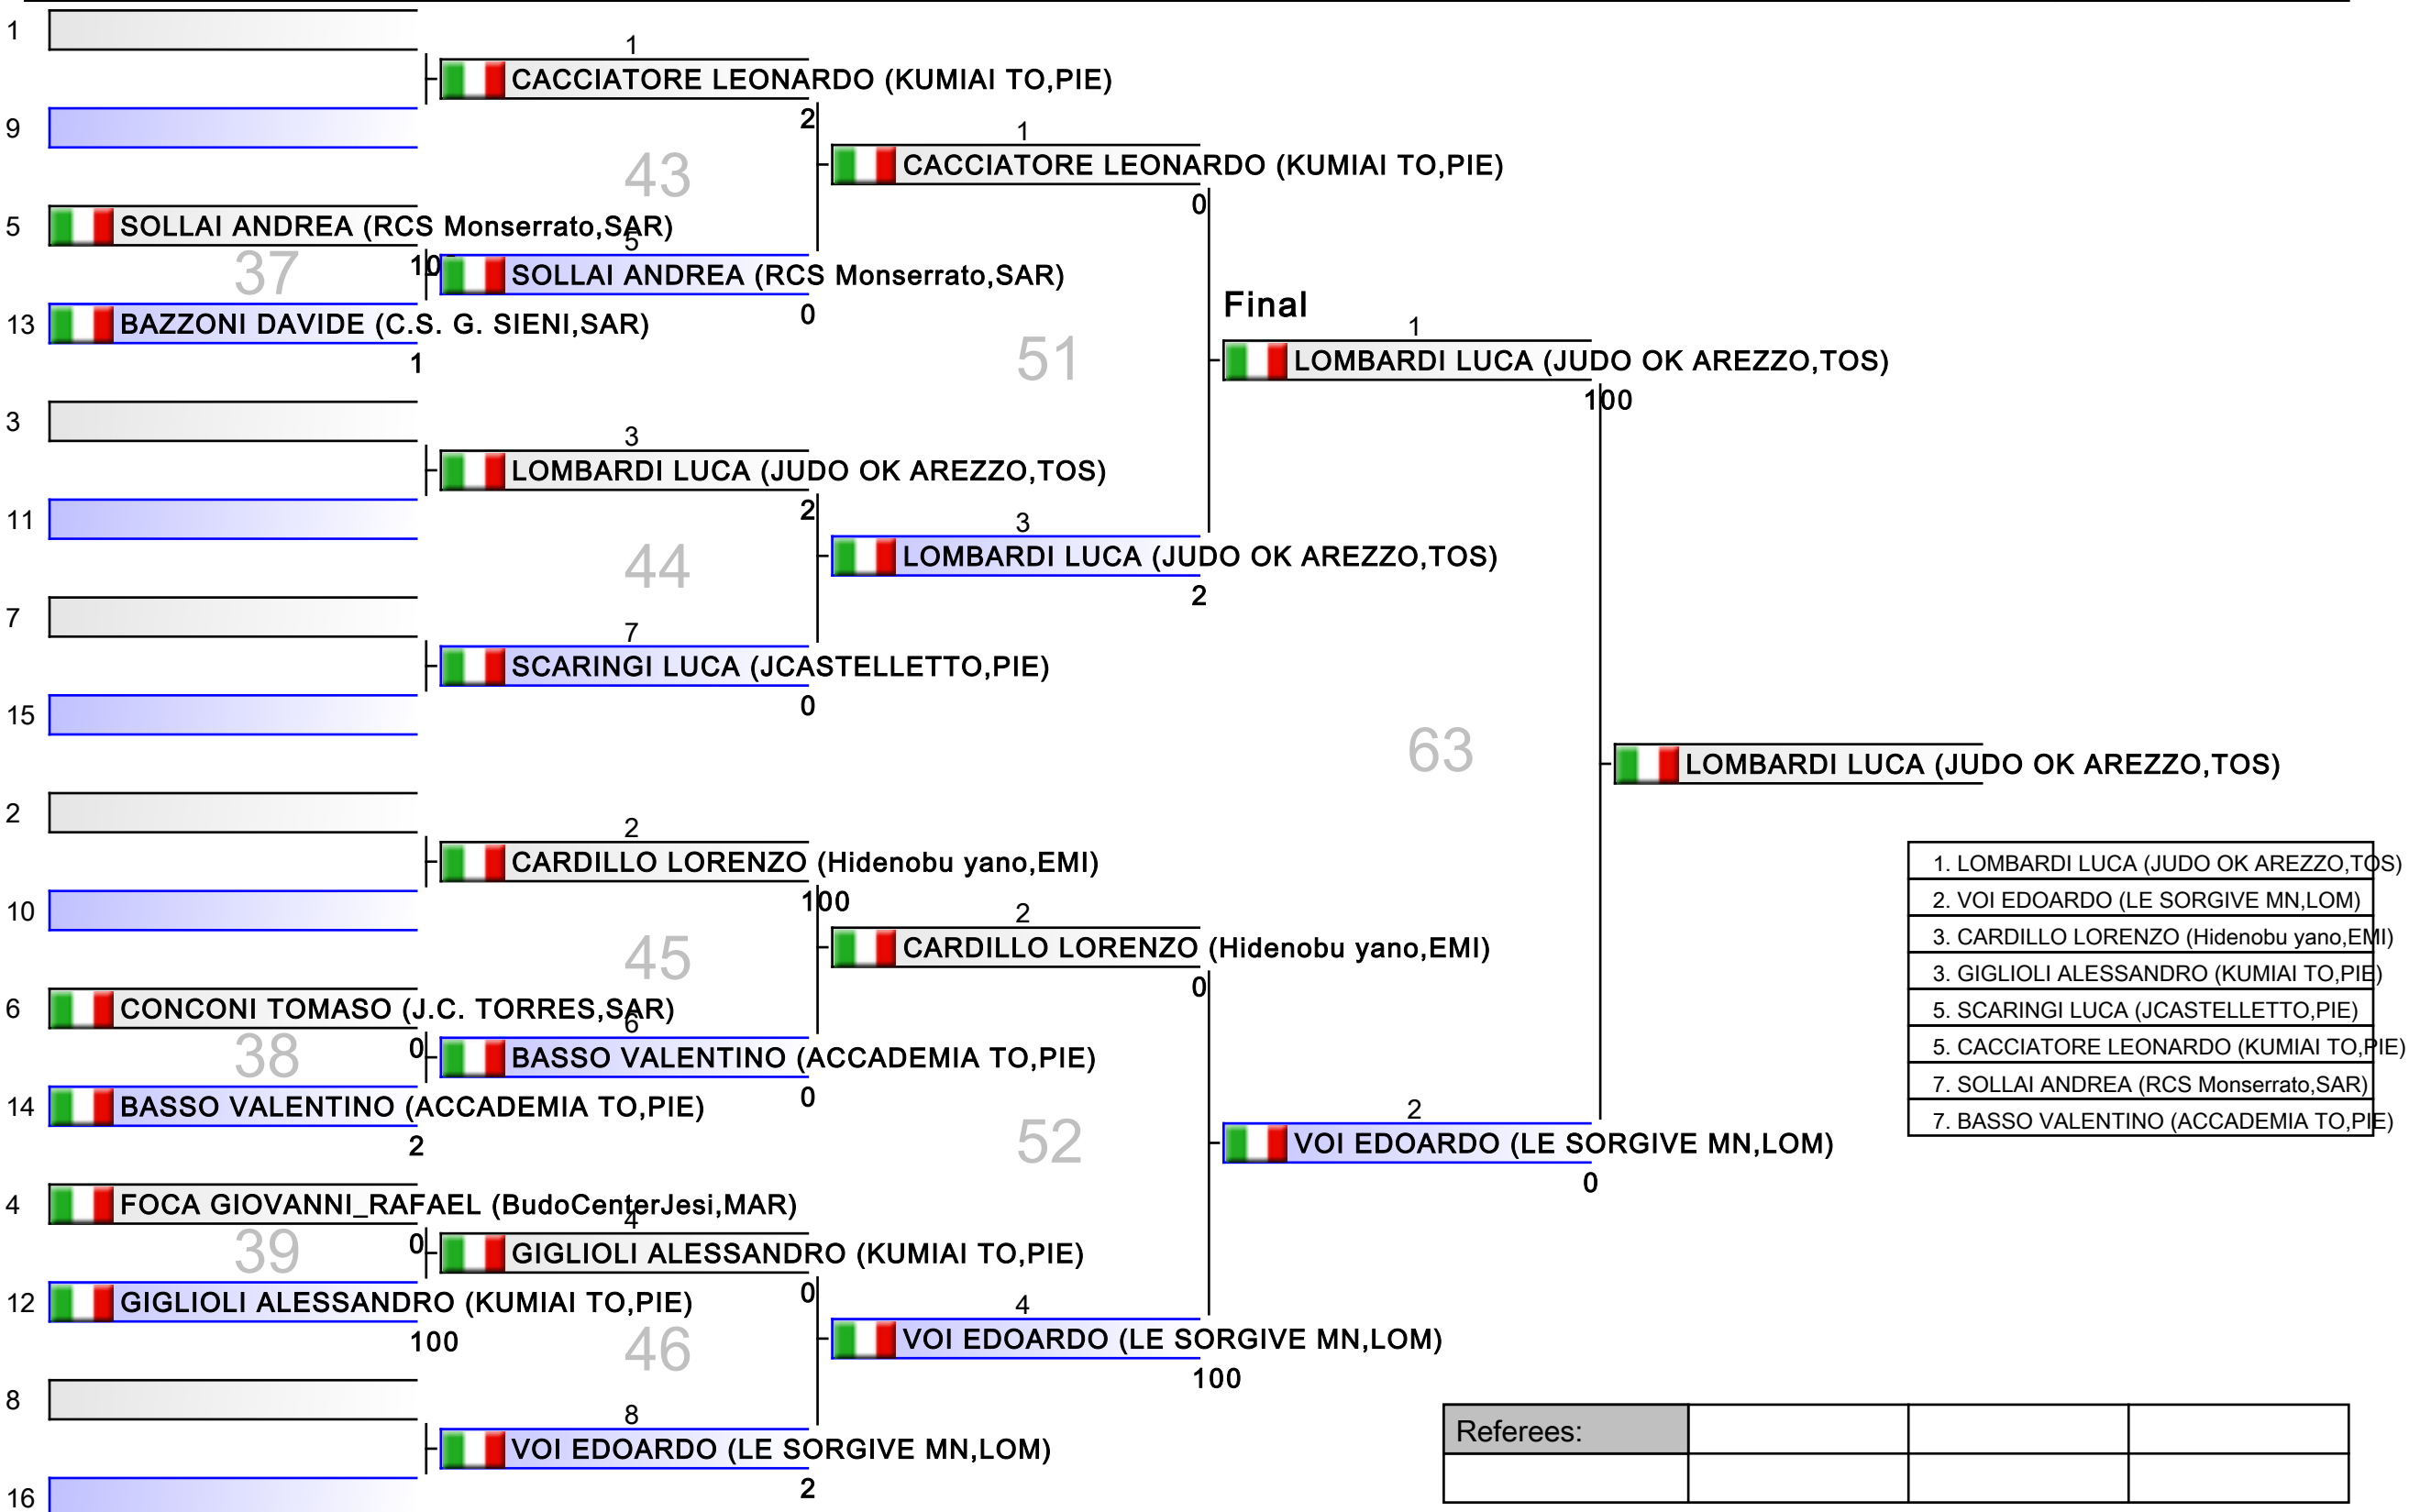 1
1
CACCIATORE LEONARDO (KUMIAI TO,PIE)
2
9
43
1
CACCIATORE LEONARDO (KUMIAI TO,PIE)
0
5
SOLLAI ANDREA (RCS Monserrato,SAR)
37
100
5
SOLLAI ANDREA (RCS Monserrato,SAR)
0
13
BAZZONI DAVIDE (C.S. G. SIENI,SAR)
1
51
Final
1
LOMBARDI LUCA (JUDO OK AREZZO,TOS)
100
3
3
LOMBARDI LUCA (JUDO OK AREZZO,TOS)
2
11
44
3
LOMBARDI LUCA (JUDO OK AREZZO,TOS)
2
7
7
SCARINGI LUCA (JCASTELLETTO,PIE)
0
15
63
LOMBARDI LUCA (JUDO OK AREZZO,TOS)
2
2
CARDILLO LORENZO (Hidenobu yano,EMI)
100
10
45
2
CARDILLO LORENZO (Hidenobu yano,EMI)
0
6
CONCONI TOMASO (J.C. TORRES,SAR)
38
0
6
BASSO VALENTINO (ACCADEMIA TO,PIE)
0
14
BASSO VALENTINO (ACCADEMIA TO,PIE)
2
52
2
VOI EDOARDO (LE SORGIVE MN,LOM)
0
4
FOCA GIOVANNI_RAFAEL (BudoCenterJesi,MAR)
39
0
4
GIGLIOLI ALESSANDRO (KUMIAI TO,PIE)
0
12
GIGLIOLI ALESSANDRO (KUMIAI TO,PIE)
100
46
4
VOI EDOARDO (LE SORGIVE MN,LOM)
100
8
8
VOI EDOARDO (LE SORGIVE MN,LOM)
2
16
1. LOMBARDI LUCA (JUDO OK AREZZO,TOS)
2. VOI EDOARDO (LE SORGIVE MN,LOM)
3. CARDILLO LORENZO (Hidenobu yano,EMI)
3. GIGLIOLI ALESSANDRO (KUMIAI TO,PIE)
5. SCARINGI LUCA (JCASTELLETTO,PIE)
5. CACCIATORE LEONARDO (KUMIAI TO,PIE)
7. SOLLAI ANDREA (RCS Monserrato,SAR)
7. BASSO VALENTINO (ACCADEMIA TO,PIE)
Referees: